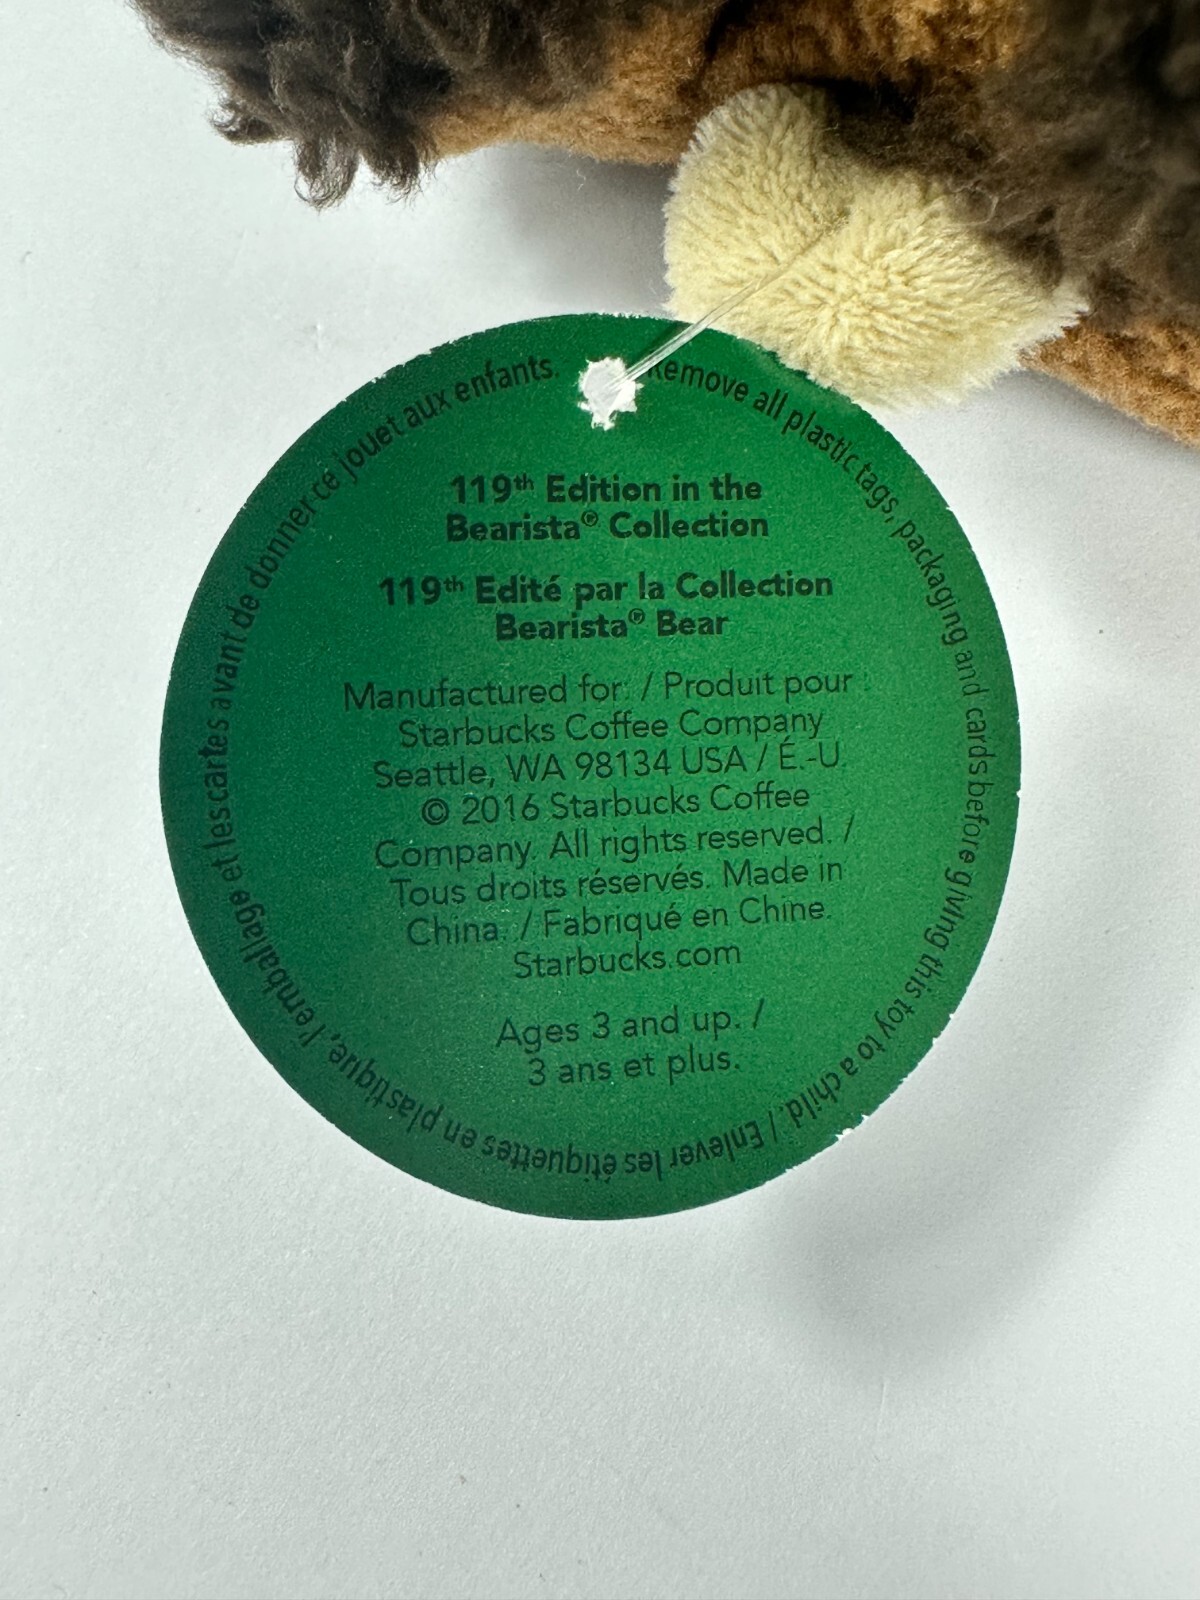 119th Edition in the
Bearista® Collection
119th Edité par la Collection
Bearista® Bear
Manufactured for: / Produit pour :
Starbucks Coffee Company
Seattle, WA 98134 USA / É.-U.
© 2016 Starbucks Coffee
Company. All rights reserved. /
Tous droits réservés. Made in
China. / Fabriqué en Chine.
Starbucks.com
Ages 3 and up. /
3 ans et plus.
Remove all plastic tags, packaging and cards before giving this toy to a child. / Enlever les étiquettes en plastique, l'emballage et les cartes avant de donner ce jouet aux enfants.